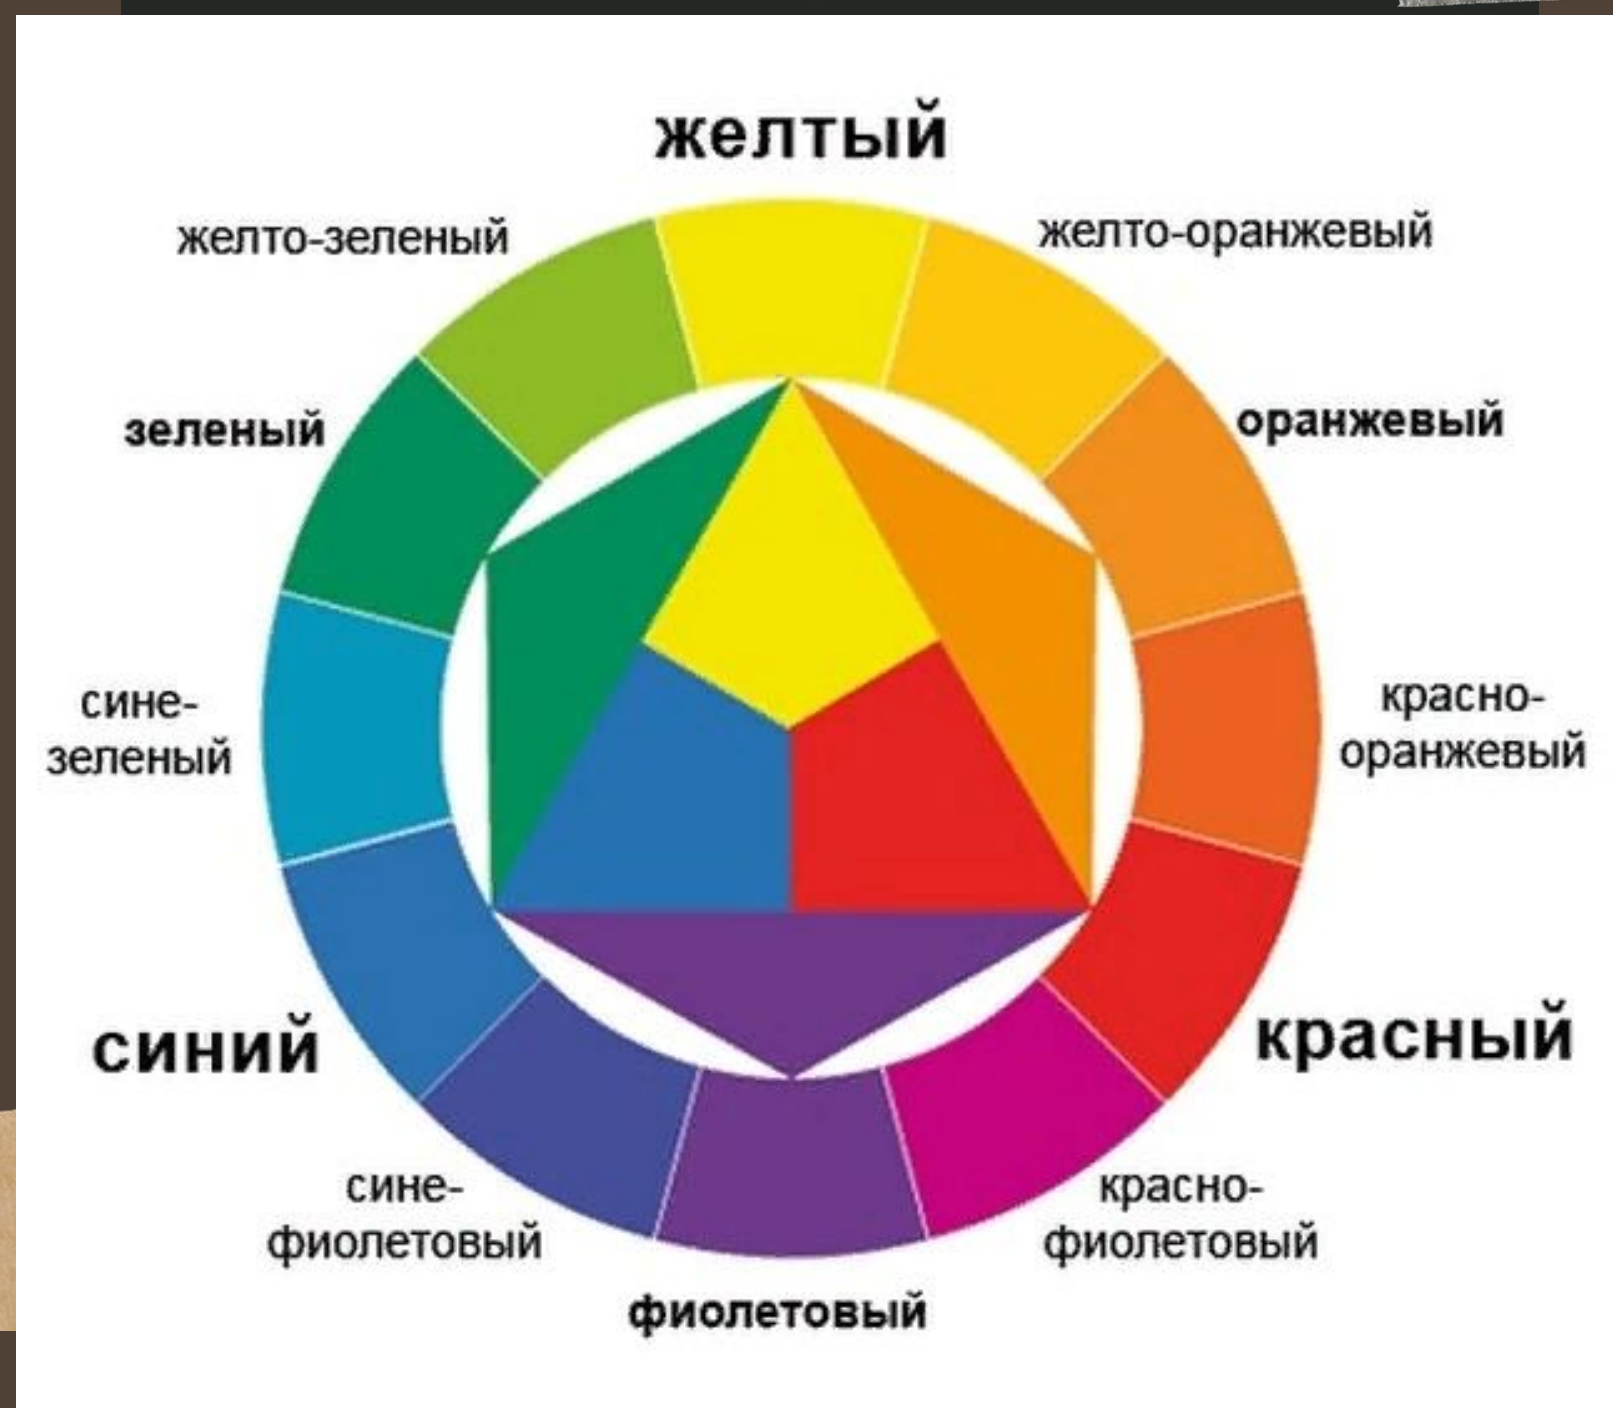 желтый
желто-зеленый
желто-оранжевый
зеленый
оранжевый
сине-
зеленый
красно-
оранжевый
синий
красный
сине-
фиолетовый
красно-
фиолетовый
фиолетовый